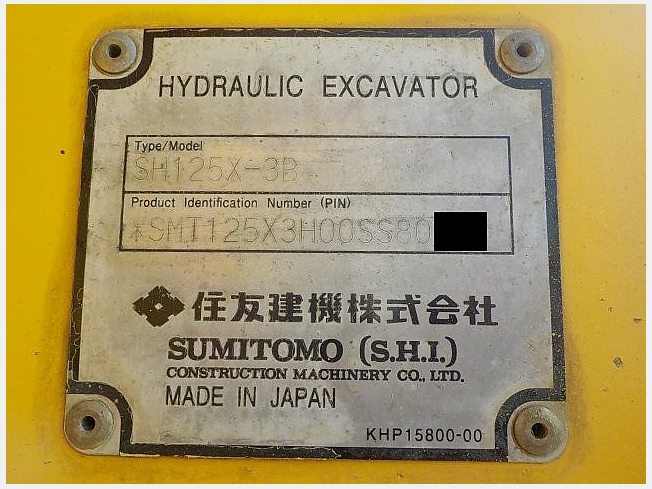 HYDRAULIC EXCAVATOR
Type/Model
SH125X-3B
Product Identification Number (PIN)
*SMT125X3H00SS80
住友建機株式会社
SUMITOMO (S.H.I.)
CONSTRUCTION MACHINERY CO., LTD.
MADE IN JAPAN
KHP15800-00